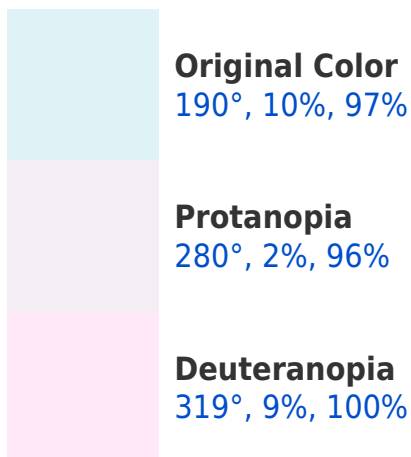 Original Color
190°, 10%, 97%
Protanopia
280°, 2%, 96%
Deuteranopia
319°, 9%, 100%